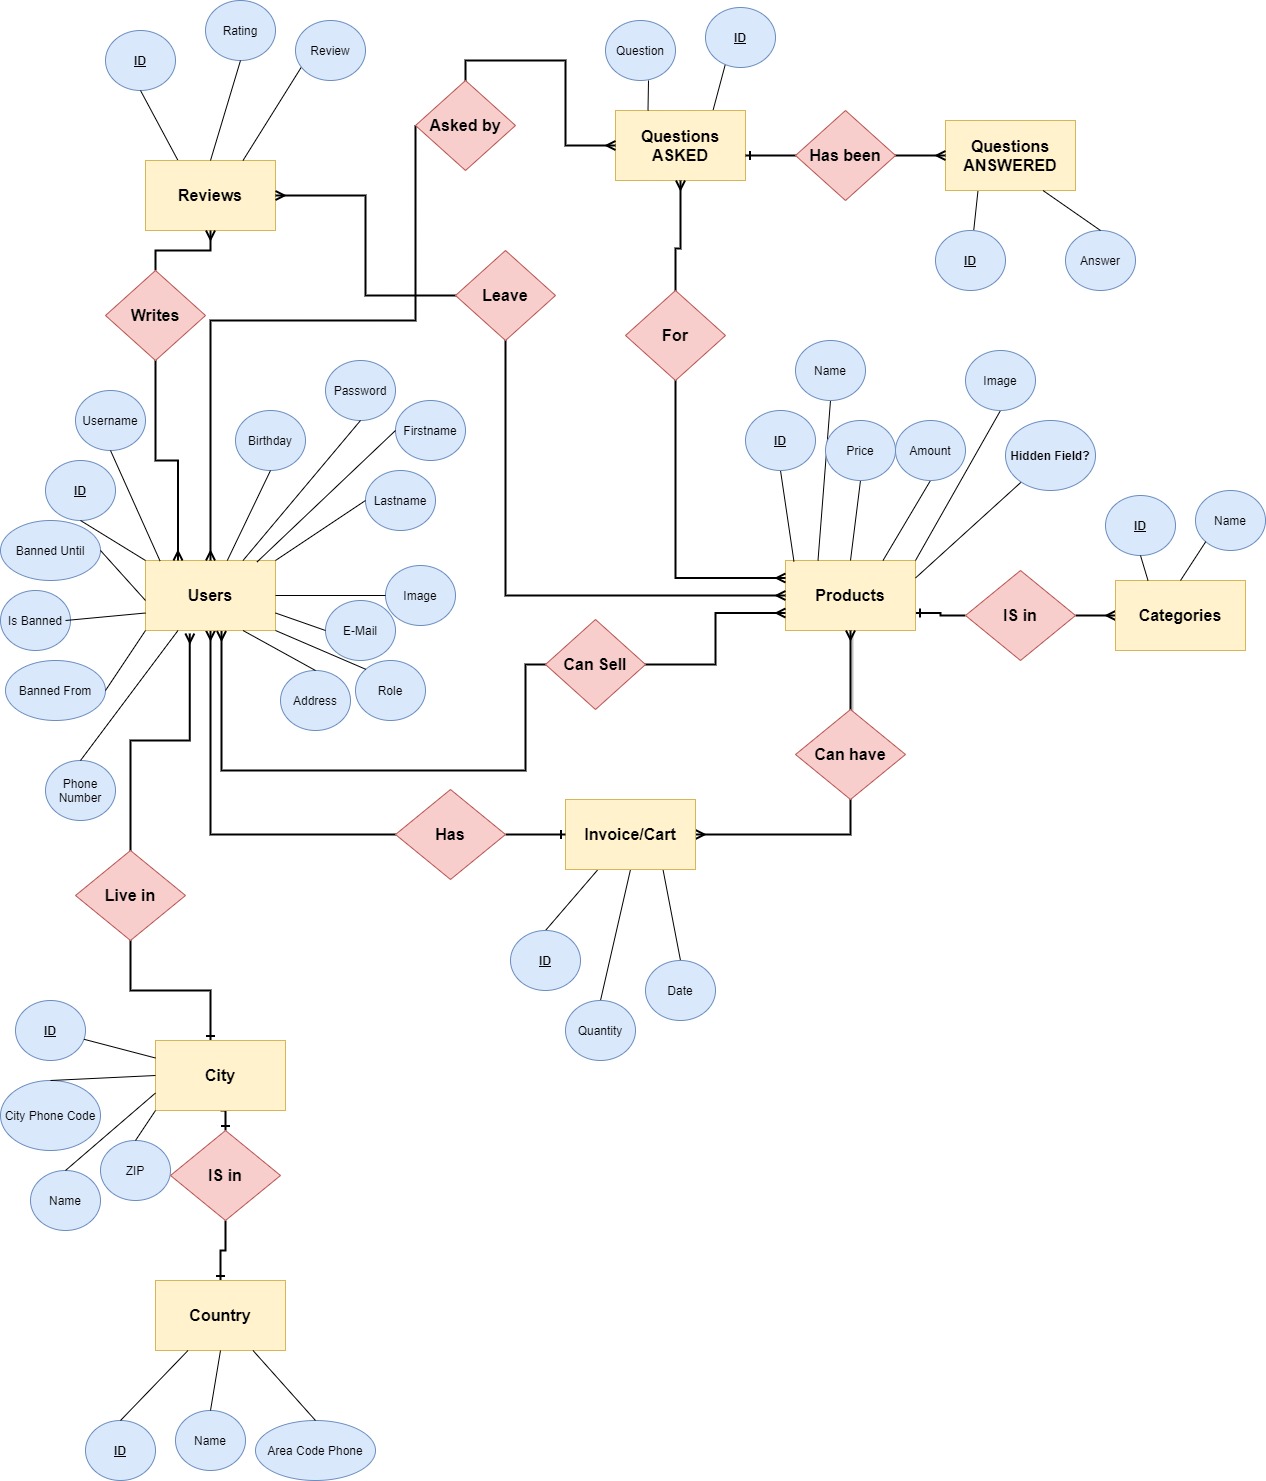 Rating
Review
ID
Question
ID
Asked by
Questions
ASKED
Has been
Questions
ANSWERED
Reviews
ID
Answer
Writes
Leave
For
Name
Image
Password
Username
Birthday
Firstname
ID
Price
Amount
Hidden Field?
ID
Lastname
ID
Name
Banned Until
Users
Image
Products
IS in
Categories
Is Banned
E-Mail
Can Sell
Banned From
Address
Role
Can have
Phone
Number
Has
Invoice/Cart
Live in
ID
Date
Quantity
ID
City
City Phone Code
ZIP
IS in
Name
Country
ID
Name
Area Code Phone